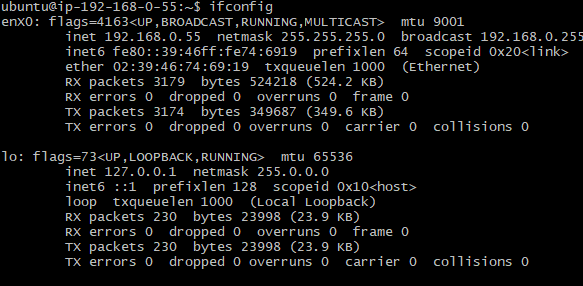 ubuntu@ip-192-168-0-55:~$ ifconfig
enX0: flags=4163<UP,BROADCAST,RUNNING,MULTICAST>  mtu 9001
        inet 192.168.0.55  netmask 255.255.255.0  broadcast 192.168.0.255
        inet6 fe80::39:46ff:fe74:6919  prefixlen 64  scopeid 0x20<link>
        ether 02:39:46:74:69:19  txqueuelen 1000  (Ethernet)
        RX packets 3179  bytes 524218 (524.2 KB)
        RX errors 0  dropped 0  overruns 0  frame 0
        TX packets 3174  bytes 349687 (349.6 KB)
        TX errors 0  dropped 0 overruns 0  carrier 0  collisions 0

lo: flags=73<UP,LOOPBACK,RUNNING>  mtu 65536
        inet 127.0.0.1  netmask 255.0.0.0
        inet6 ::1  prefixlen 128  scopeid 0x10<host>
        loop  txqueuelen 1000  (Local Loopback)
        RX packets 230  bytes 23998 (23.9 KB)
        RX errors 0  dropped 0  overruns 0  frame 0
        TX packets 230  bytes 23998 (23.9 KB)
        TX errors 0  dropped 0 overruns 0  carrier 0  collisions 0